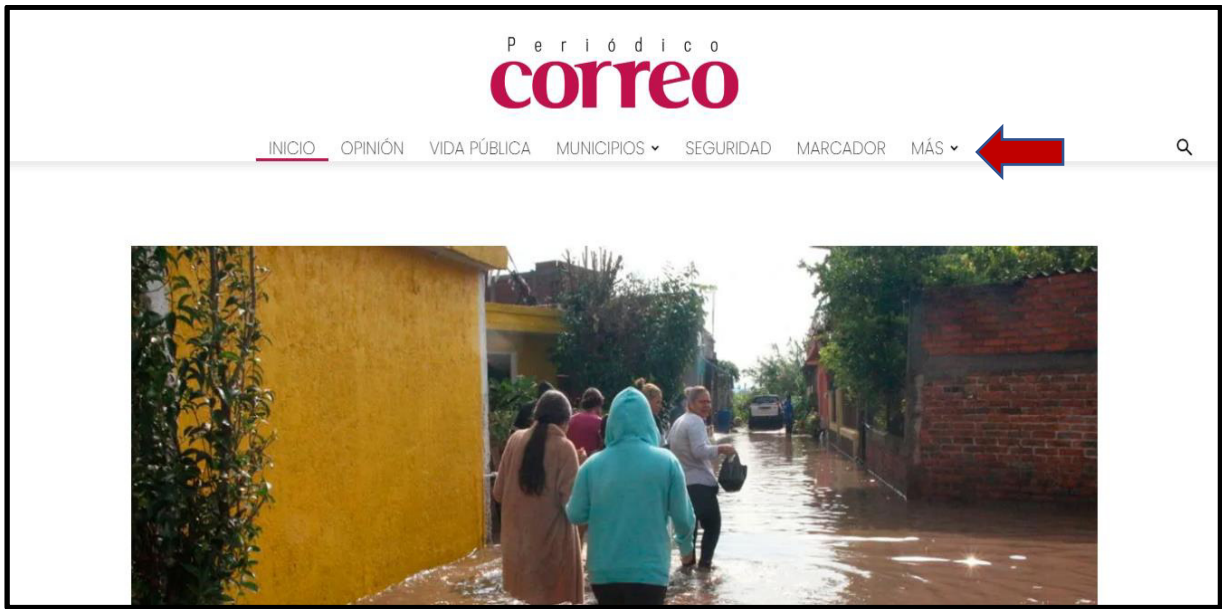 Periódico
correo
INICIO OPINIÓN VIDA PÚBLICA MUNICIPIOS SEGURIDAD MARCADOR MÁS